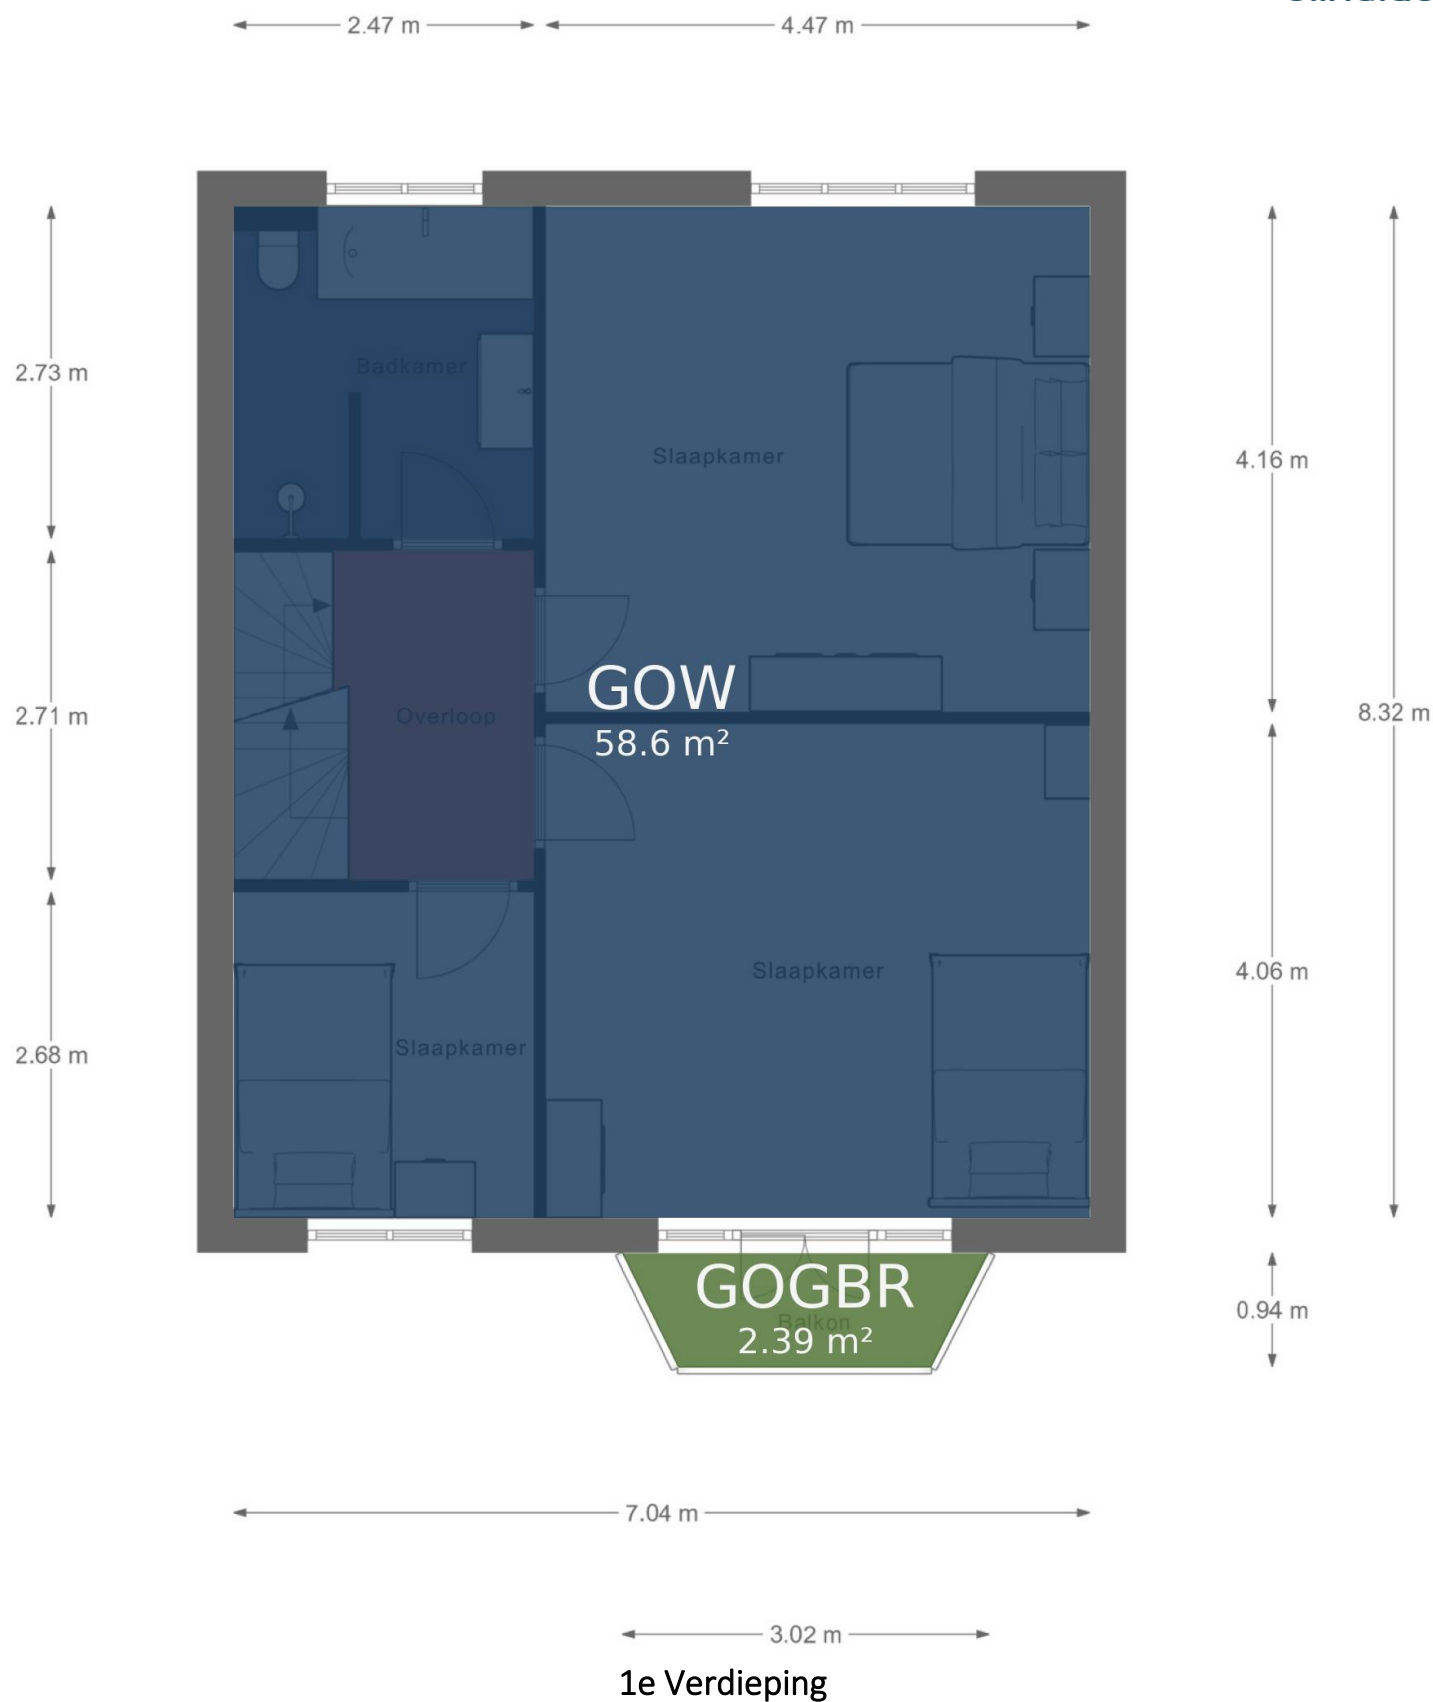 2.47 m
4.47 m
2.73 m
Badkamer
Slaapkamer
4.16 m
GOW
58.6 m²
2.71 m
Overloop
8.32 m
Slaapkamer
4.06 m
Slaapkamer
2.68 m
GOGBR
Balkon
2.39 m²
0.94 m
7.04 m
3.02 m
1e Verdieping